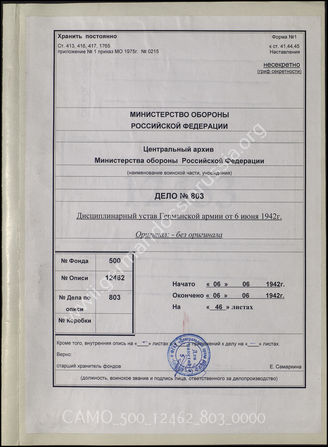 Хранить постоянно
Форма №1
Ст. 413, 416, 417, 1765
к ст. 41.44.45
приложение № 1 приказ МО 1975г. № 0215
Наставления
несекретно
(гриф секретности)
МИНИСТЕРСТВО ОБОРОНЫ
РОССИЙСКОЙ ФЕДЕРАЦИИ
Центральный архив
Министерства обороны Российской Федерации
(наименование воинской части, учреждения)
ДЕЛО № 803
Дисциплинарный устав Германской армии от 6 июня 1942г.
Оригинал: - без оригинала
№ Фонда 500
№ Описи 12462
№ Дела по описи 803
№ Коробки
Начато « 06 » 06 1942г.
Окончено « 06 » 06 1942г.
На « 46 » листах
Кроме того, внутренняя опись на « - » к делу на « - » листах
Верно:
старший хранитель фондов Е. Самаркина
(должность, воинское звание и подпись лица, ответственного за делопроизводство)
CAMO_500_12462_803_0000